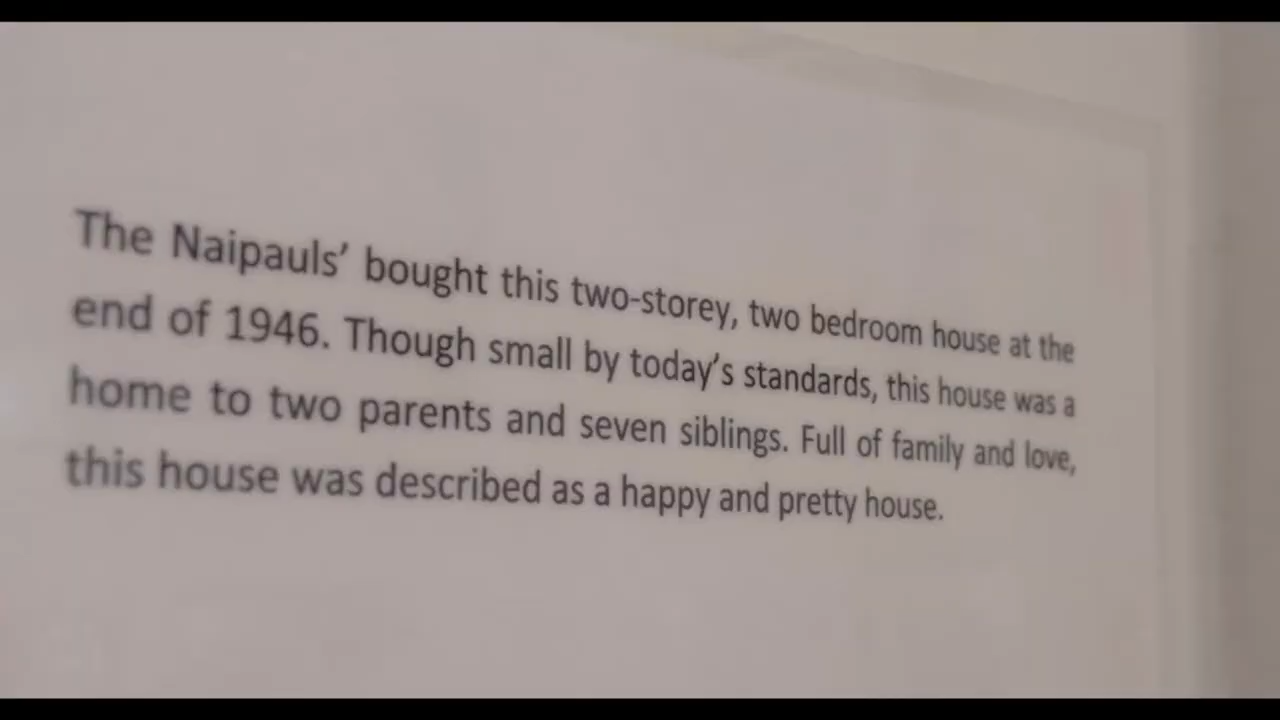 The Naipauls’ bought this two-storey, two bedroom house at the
end of 1946. Though small by today’s standards, this house was a
home to two parents and seven siblings. Full of family and love,
this house was described as a happy and pretty house.